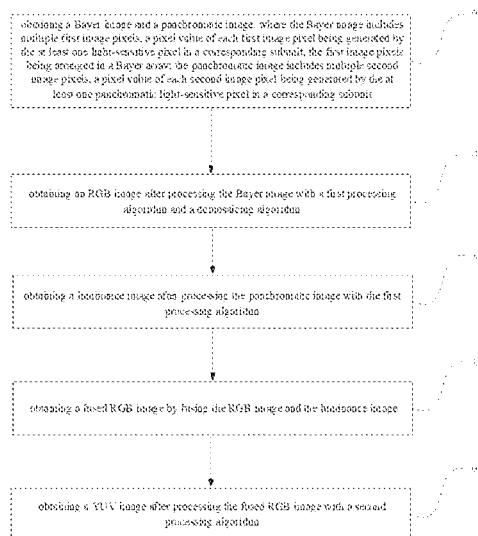 obtaining a Bayer image and a panchromatic image, where the Bayer image includes
multiple first image pixels, a pixel value of each first image pixel being generated by
the at least one light-sensitive pixel in a corresponding subunit, the first image pixels
being arranged in a Bayer array; the panchromatic image includes multiple second
image pixels, a pixel value of each second image pixel being generated by the at
least one panchromatic light-sensitive pixel in a corresponding subunit
obtaining an RGB image after processing the Bayer image with a first processing
algorithm and a demosaicing algorithm
obtaining a luminance image after processing the panchromatic image with the first
processing algorithm
obtaining a fused RGB image by fusing the RGB image and the luminance image
obtaining a YUV image after processing the fused RGB image with a second
processing algorithm